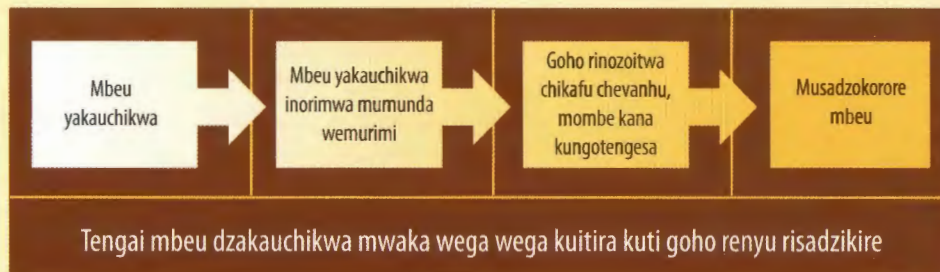 Mbeu
yakauchikwa
Mbeu yakauchikwa
inorimwa mumunda
wemurimi
Goho rinozoitwa
chikafu chevanhu,
mombe kana
kungotengesa
Musadzokorore
mbeu
Tengai mbeu dzakauchikwa mwaka wega wega kuitira kuti goho renyu risadzikire